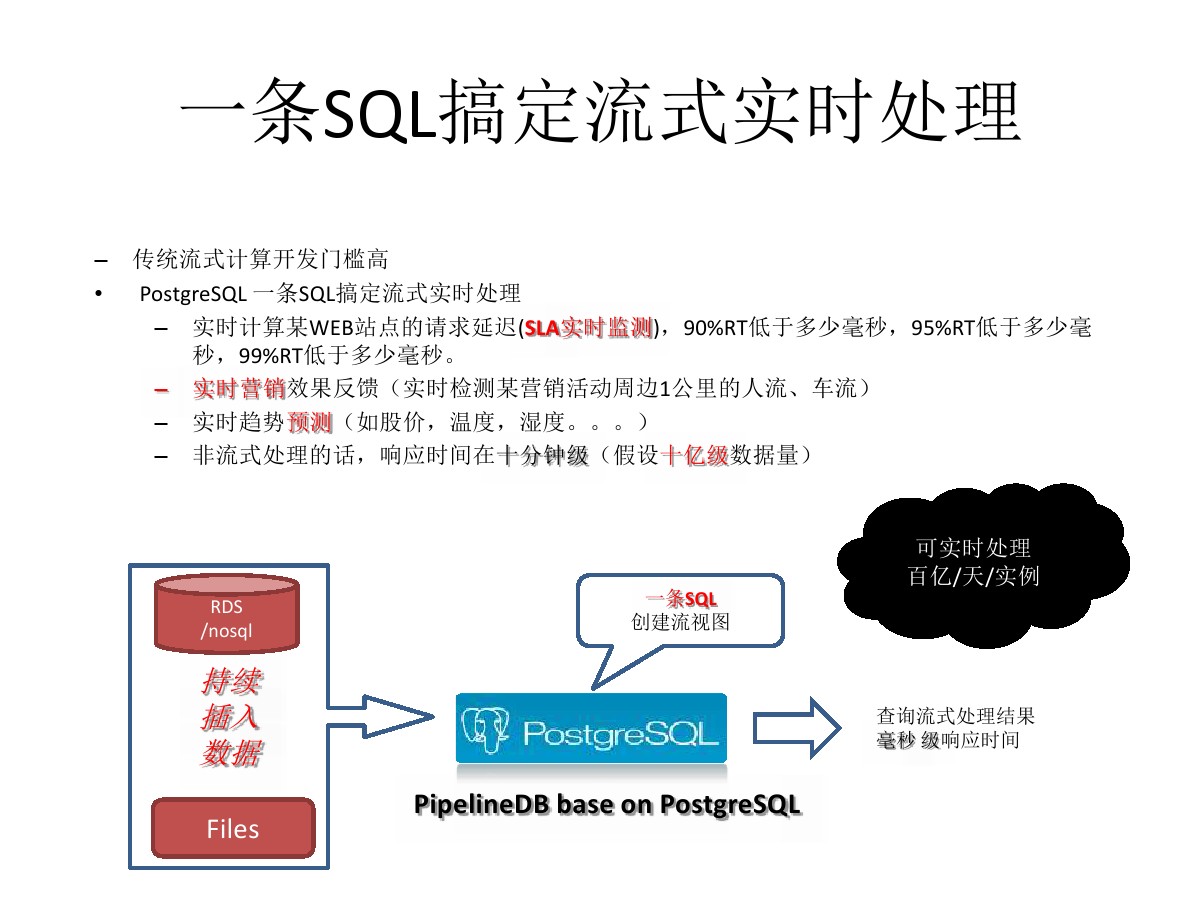 一条SQL搞定流式实时处理
– 传统流式计算开发门槛高
• PostgreSQL 一条SQL搞定流式实时处理
– 实时计算某WEB站点的请求延迟(SLA实时监测)，90%RT低于多少毫秒，95%RT低于多少毫
秒，99%RT低于多少毫秒。
– 实时营销效果反馈（实时检测某营销活动周边1公里的人流、车流）
– 实时趋势预测（如股价，温度，湿度。。。）
– 非流式处理的话，响应时间在十分钟级（假设十亿级数据量）
可实时处理
百亿/天/实例
RDS
/nosql
持续
插入
数据
Files
一条SQL
创建流视图
PostgreSQL
PipelineDB base on PostgreSQL
查询流式处理结果
毫秒 级响应时间